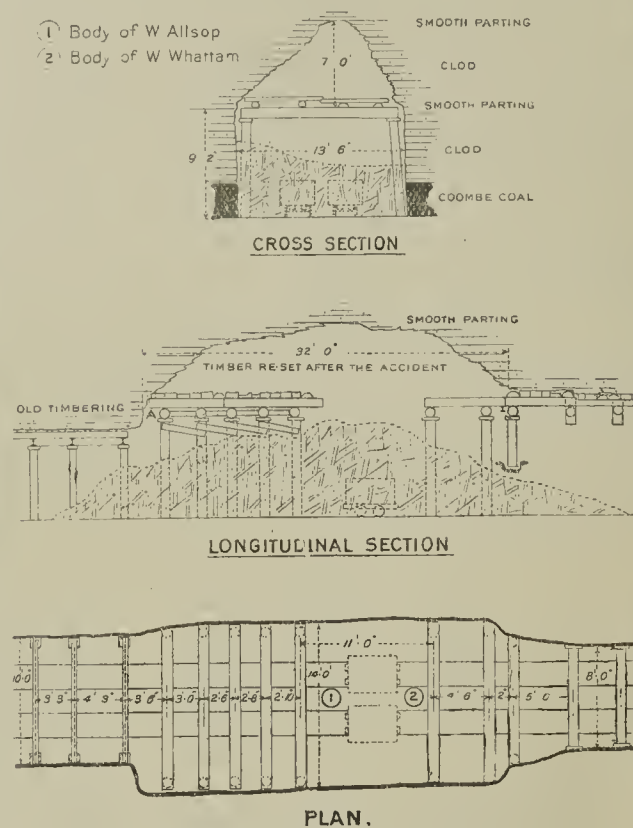 ① Body of W Allsop
② Body of W Whattam
SMOOTH PARTING
7' 0"
CLOD
SMOOTH PARTING
9' 2"
13' 6"
CLOD
COOMBE COAL
CROSS SECTION
SMOOTH PARTING
32' 0"
TIMBER RE-SET AFTER THE ACCIDENT
OLD TIMBERING
A
LONGITUDINAL SECTION
11' 0"
10'·0"
3' 3"
4' 9"
3' 6"
3'·0"
2'·6"
2'·8"
2'·10"
14'·0"
①
②
4' 6"
2'
5' 0"
8' 0"
PLAN.